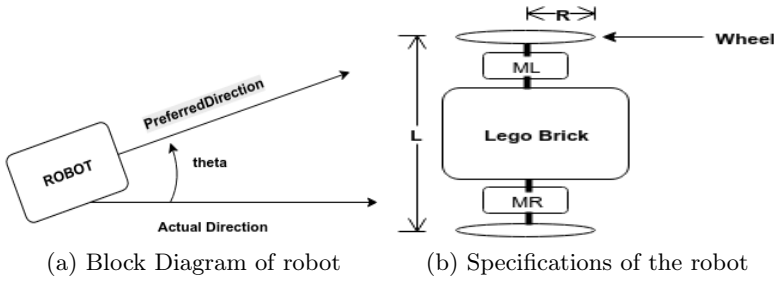 PreferredDirection
ROBOT
theta
Actual Direction
(a) Block Diagram of robot
R
Wheel
ML
L
Lego Brick
MR
(b) Specifications of the robot